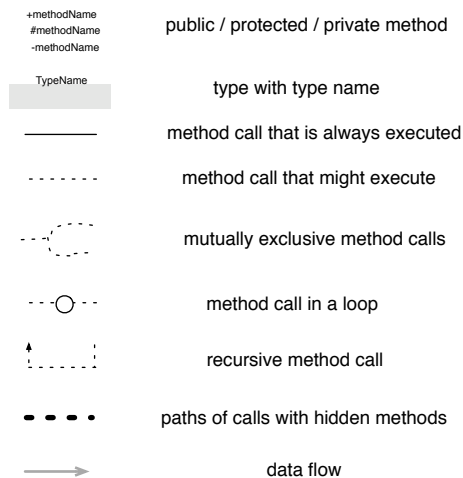 +methodName
#methodName
-methodName
public / protected / private method
TypeName
type with type name
method call that is always executed
method call that might execute
mutually exclusive method calls
method call in a loop
recursive method call
paths of calls with hidden methods
data flow